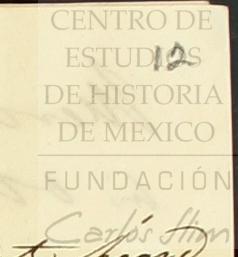 CENTRO DE
ESTUDIOS
12
DE HISTORIA
DE MEXICO
FUNDACIÓN
Carlos Slim